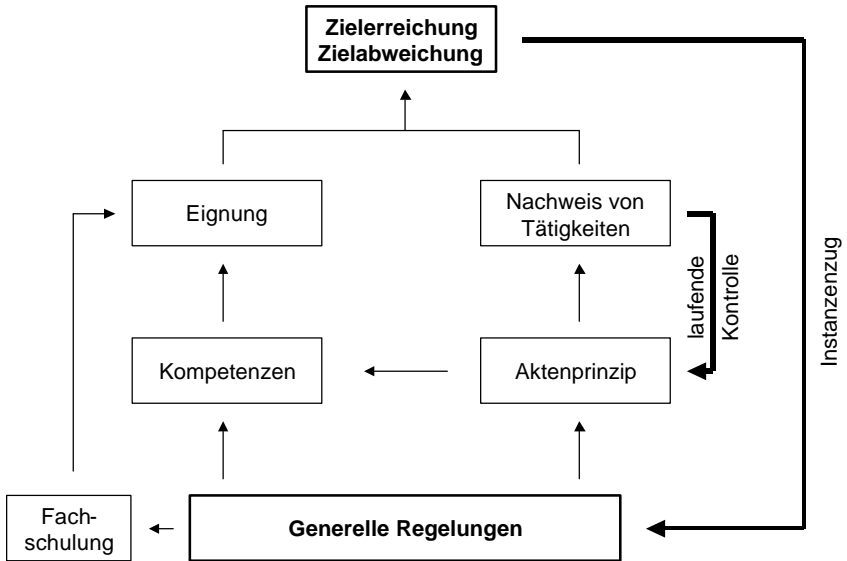 Zielerreichung
Zielabweichung
Eignung
Nachweis von
Tätigkeiten
laufende
Kontrolle
Instanzenzug
Kompetenzen
Aktenprinzip
Fach-
schulung
Generelle Regelungen